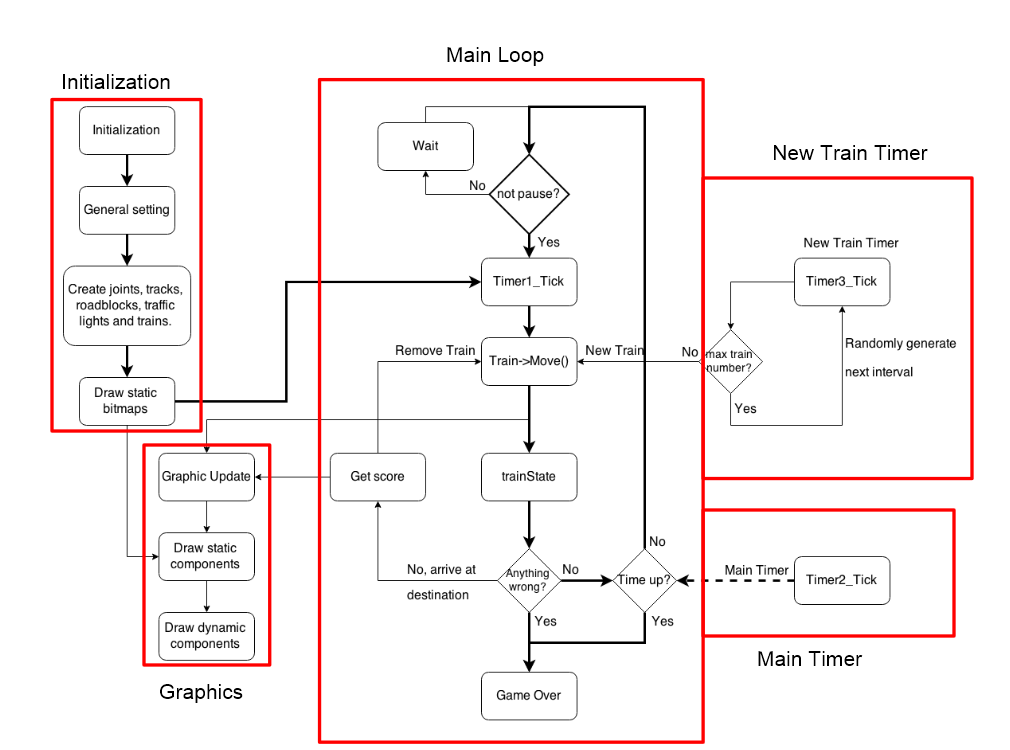 Main Loop
Initialization
Initialization
General setting
Create joints, tracks,
roadblocks, traffic
lights and trains.
Draw static
bitmaps
Wait
not pause?
No
Yes
Timer1_Tick
Remove Train
Train->Move()
New Train
No
New Train Timer
New Train Timer
Timer3_Tick
max train
number?
Randomly generate
next interval
Yes
Graphic Update
Get score
trainState
Draw static
components
Draw dynamic
components
Graphics
No, arrive at
destination
Anything
wrong?
No
Yes
No
Time up?
Yes
Main Timer
Timer2_Tick
Main Timer
Game Over